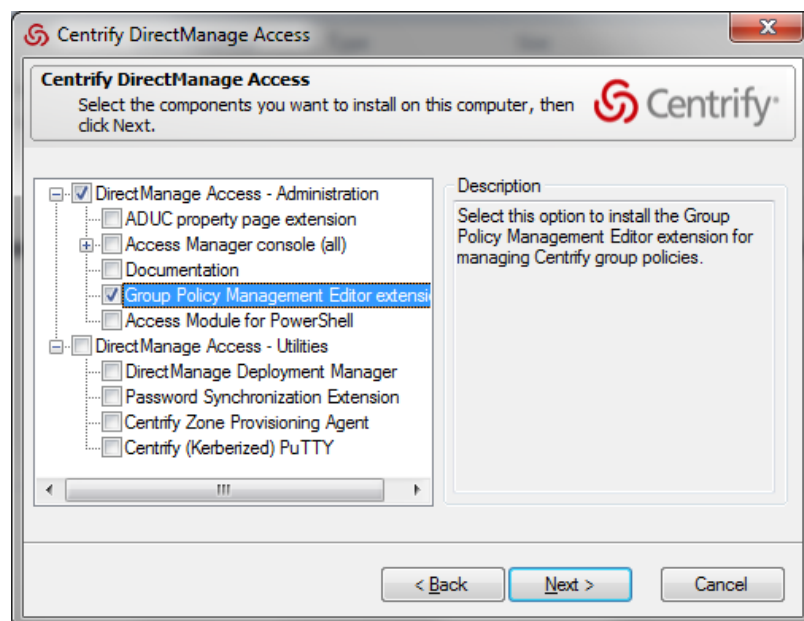 Centrify DirectManage Access
Centrify DirectManage Access
Select the components you want to install on this computer, then
click Next.
Centrify
DirectManage Access - Administration
ADUC property page extension
Access Manager console (all)
Documentation
Group Policy Management Editor extensi
Access Module for PowerShell
DirectManage Access - Utilities
DirectManage Deployment Manager
Password Synchronization Extension
Centrify Zone Provisioning Agent
Centrify (Kerberized) PuTTY
Description
Select this option to install the Group
Policy Management Editor extension for
managing Centrify group policies.
< Back
Next >
Cancel